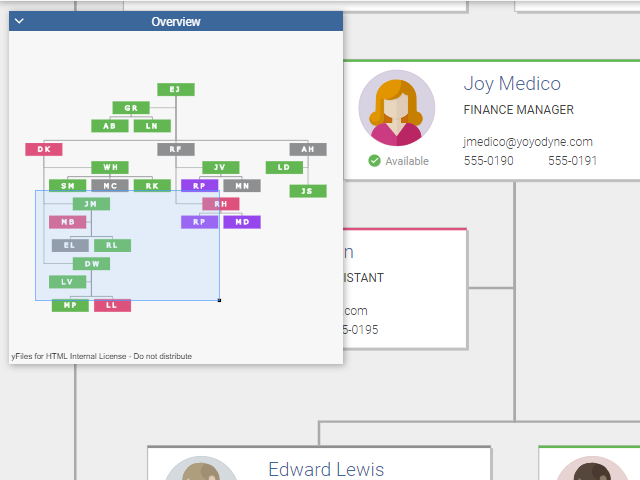 Overview
EJ
GR
AB LN
DK RF AH
WH JV LD
SM MC RK RP MN JS
JM RH
MB RP MD
EL RL
DW
LV
MP LL
yFiles for HTML Internal License - Do not distribute
Joy Medico
FINANCE MANAGER
jmedico@yoyodyne.com
Available 555-0190 555-0191
n
ISTANT
.com
5-0195
Edward Lewis